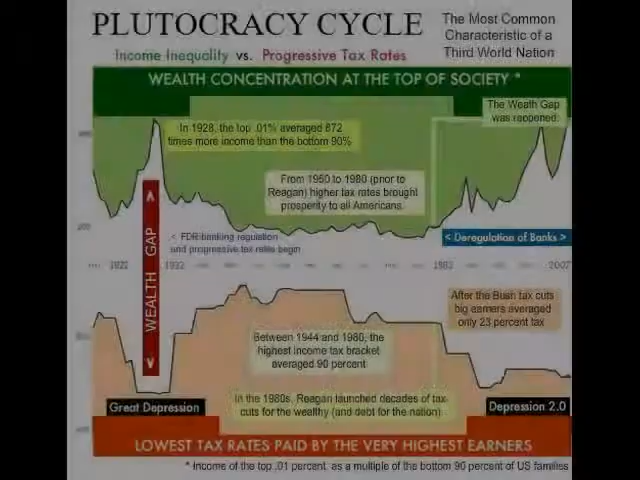 PLUTOCRACY CYCLE
The Most Common
Characteristic of a
Third World Nation
Income Inequality vs. Progressive Tax Rates
WEALTH CONCENTRATION AT THE TOP OF SOCIETY *
The Weath Gap
was reopened.
In 1928, the top .01% averaged 872
times more income than the bottom 90%
From 1960 to 1980 (prior to
Reagan) higher tax rates brought
prosperity to all Americans.
WEALTH GAP
< FDR banking regulation
and progressive tax rates begin
< Deregulation of Banks >
1922
1932
1982
2007
After the Bush tax cuts
big earners averaged
only 23 percent tax
Between 1944 and 1980, the
highest income tax bracket
averaged 90 percent
In the 1980s, Reagan launched decades of tax
cuts for the wealthy (and debt for the nation)
Great Depression
Depression 2.0
LOWEST TAX RATES PAID BY THE VERY HIGHEST EARNERS
* Income of the top .01 percent, as a multiple of the bottom 90 percent of US families